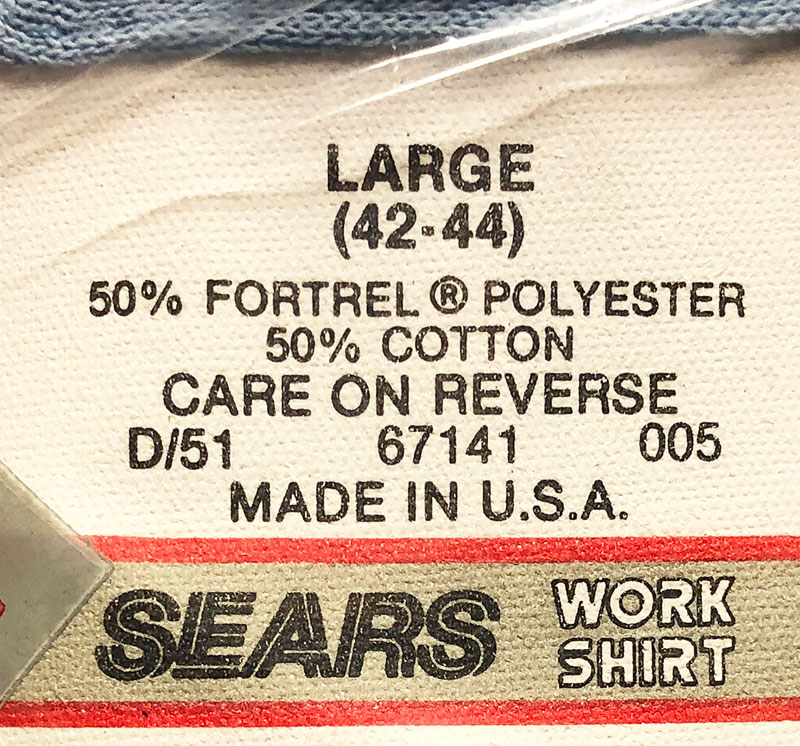 LARGE
(42-44)
50% FORTREL® POLYESTER
50% COTTON
CARE ON REVERSE
D/51 67141 005
MADE IN U.S.A.
SEARS WORK SHIRT